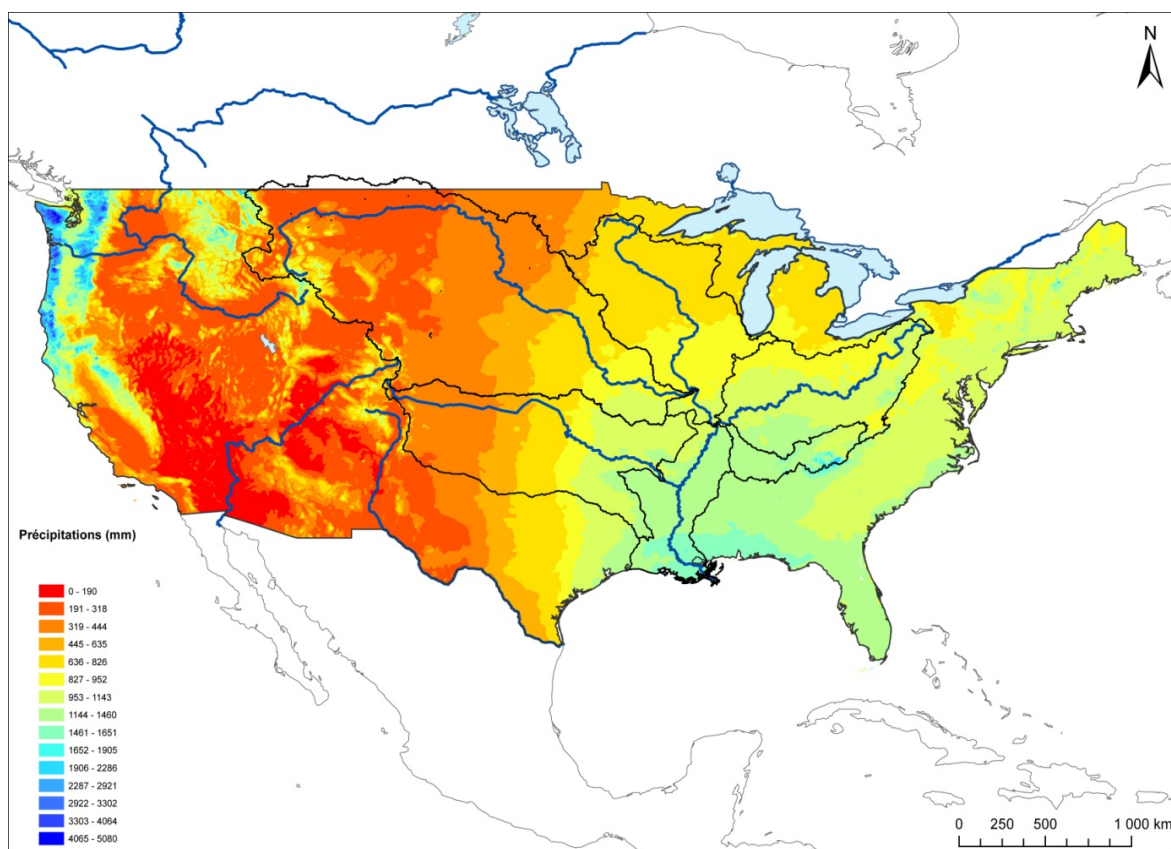 N
Précipitations (mm)
0 - 190
191 - 318
319 - 444
445 - 635
636 - 826
827 - 952
953 - 1143
1144 - 1460
1461 - 1651
1652 - 1905
1906 - 2286
2287 - 2921
2922 - 3302
3303 - 4064
4065 - 5080
0 250 500 1 000 km